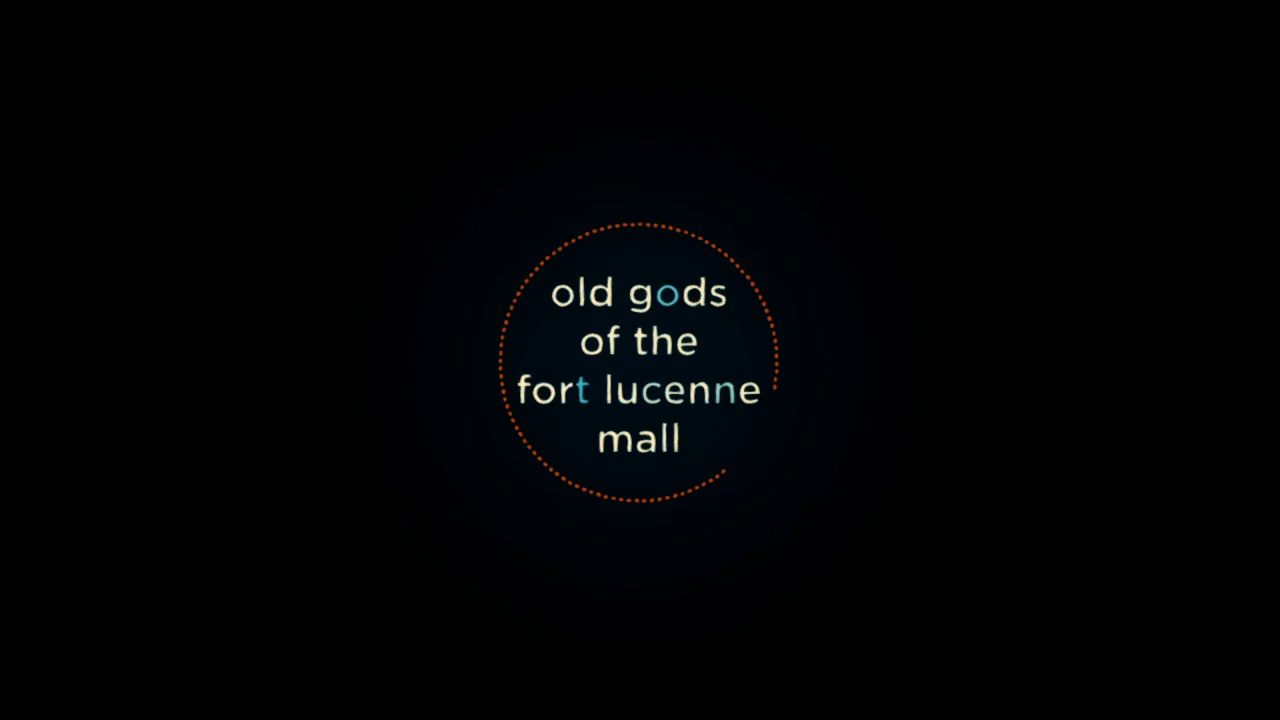 old gods
of the
fort lucenne
mall